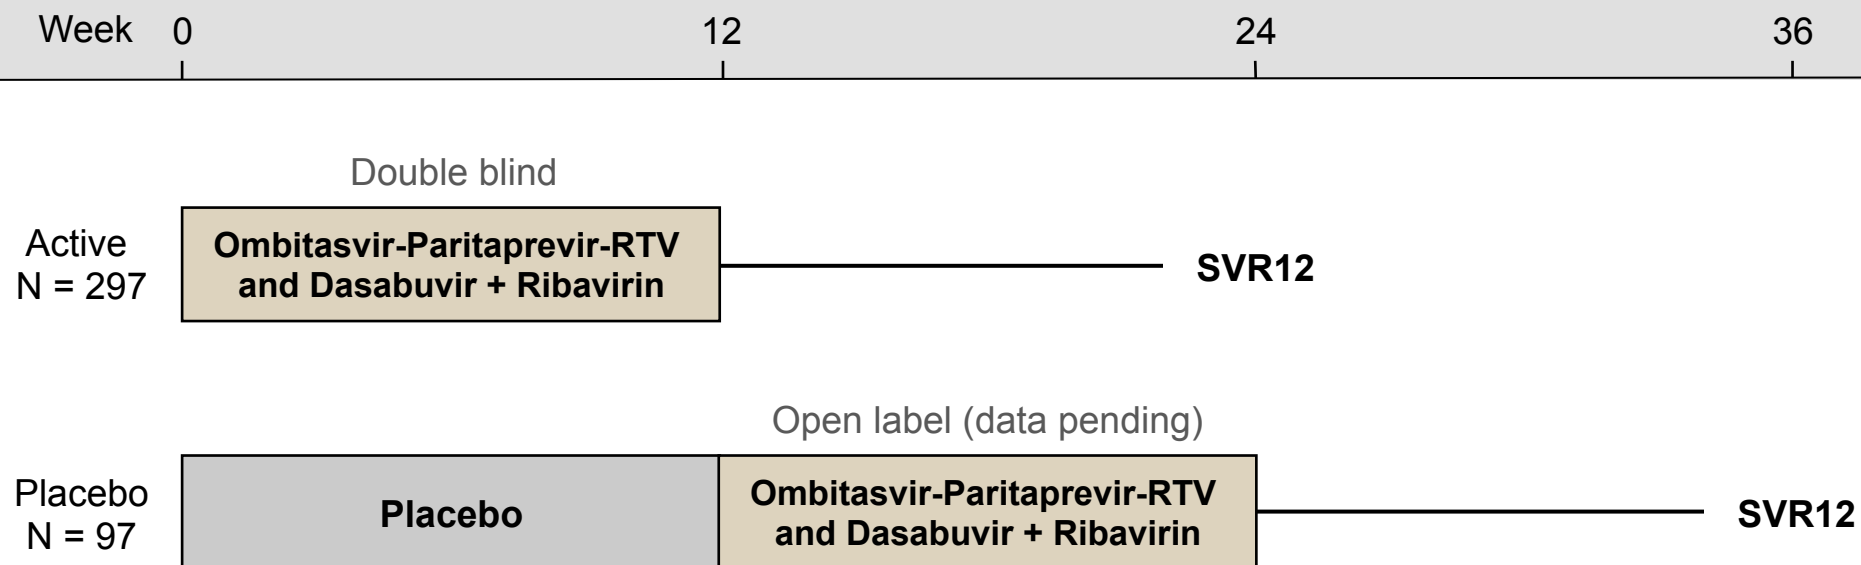 Week 0 12 24 36
Double blind
Active
N = 297
Ombitasvir-Paritaprevir-RTV
and Dasabuvir + Ribavirin
SVR12
Open label (data pending)
Placebo
N = 97
Placebo
Ombitasvir-Paritaprevir-RTV
and Dasabuvir + Ribavirin
SVR12